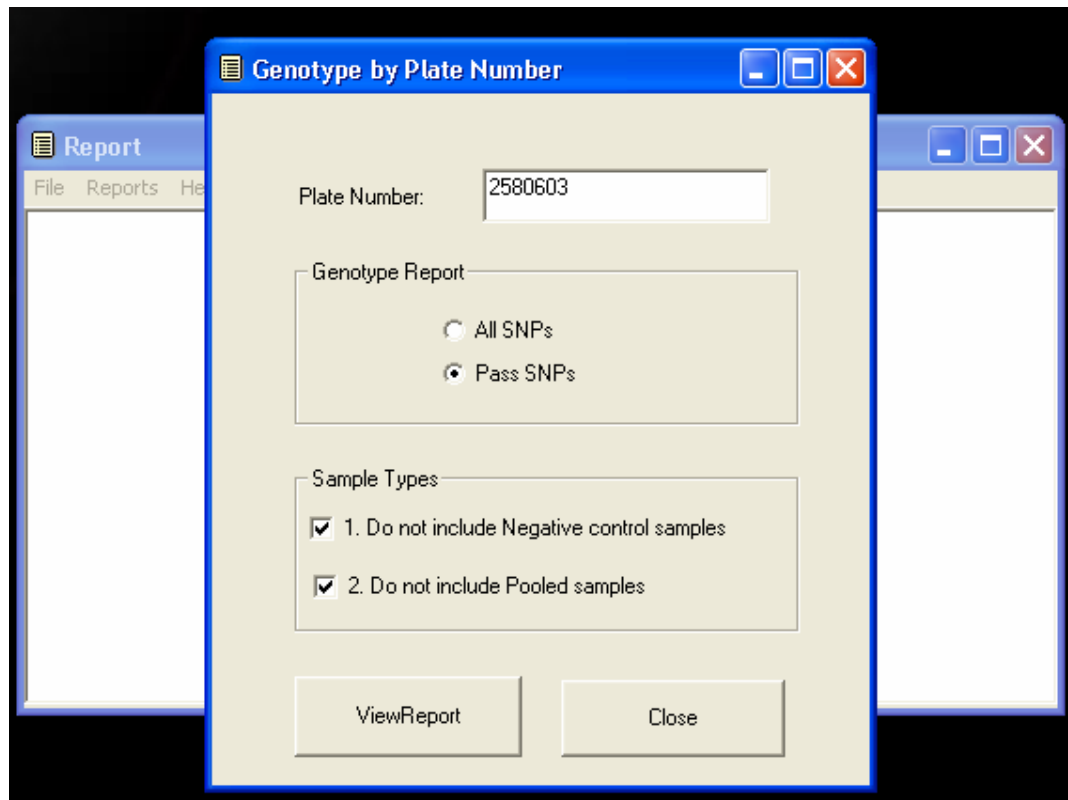 Genotype by Plate Number
Report
File Reports
Plate Number: 2580603
Genotype Report
All SNPs
Pass SNPs
Sample Types
1. Do not include Negative control samples
2. Do not include Pooled samples
ViewReport Close